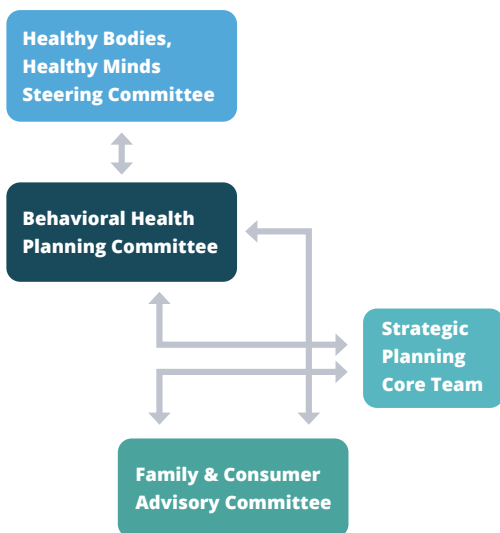 Healthy Bodies,
Healthy Minds
Steering Committee
Behavioral Health
Planning Committee
Strategic
Planning
Core Team
Family & Consumer
Advisory Committee